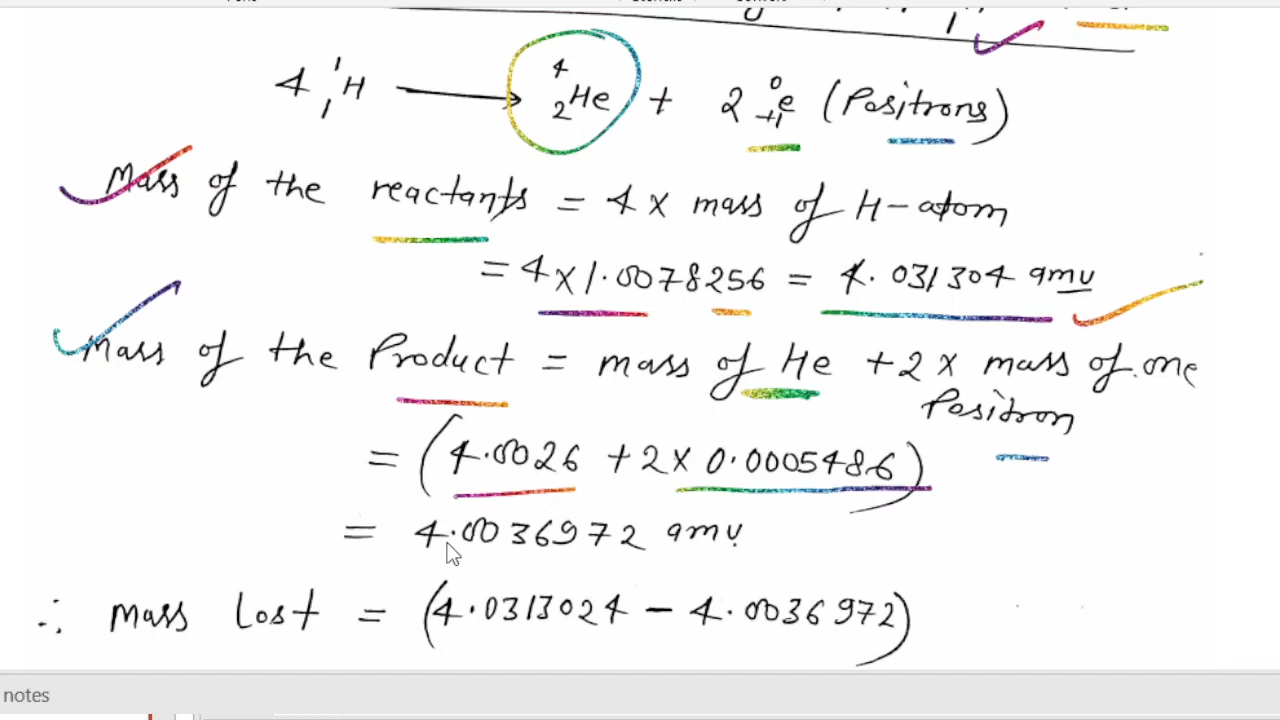 4 ¹₁H ⟶ ⁴₂He + 2 ⁰₊₁e (Positrons)
Mass of the reactants = 4 × mass of H-atom
= 4 × 1.0078256 = 4.031304 amu
Mass of the Product = mass of He + 2 × mass of one
Positron
= (4.0026 + 2 × 0.0005486)
= 4.0036972 amu
∴ Mass Lost = (4.0313024 − 4.0036972)
notes